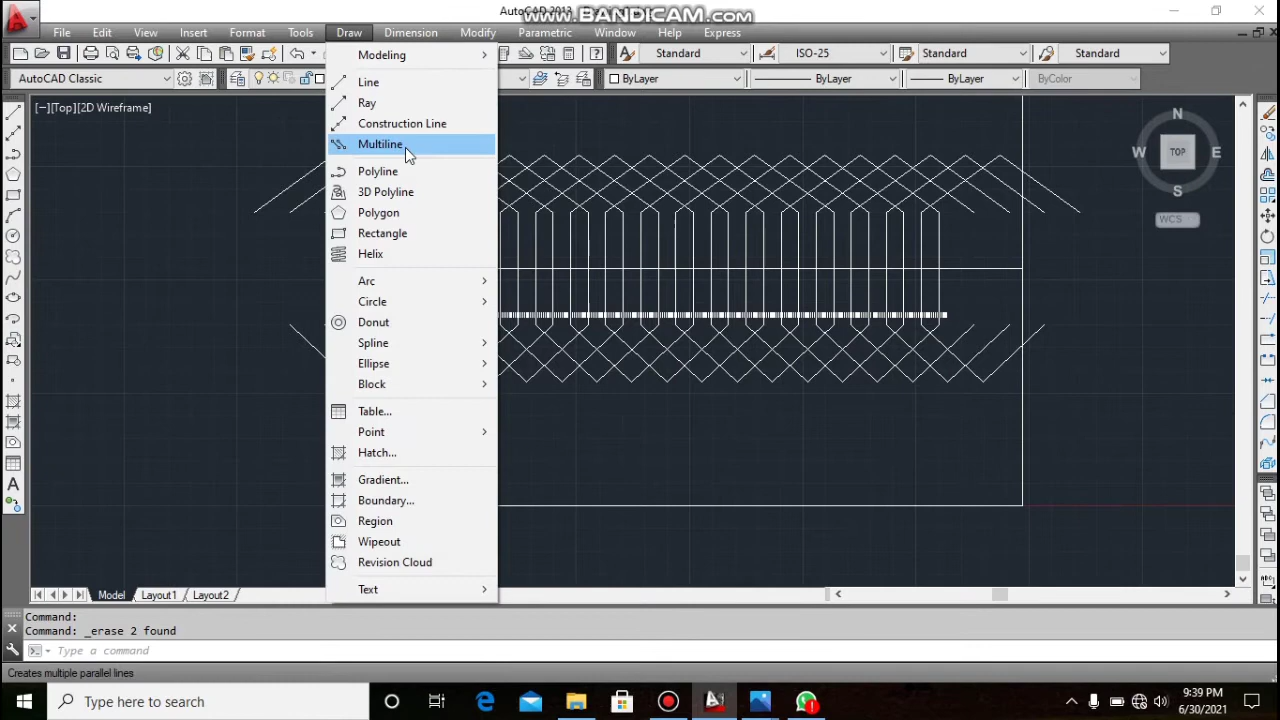 AutoCAD 2013
www.BANDICAM.com
File Edit View Insert Format Tools Draw Dimension Modify Parametric Window Help Express
Standard ISO-25 Standard Standard
AutoCAD Classic ByLayer ByLayer ByLayer ByColor
[−][Top][2D Wireframe]
Modeling
Line
Ray
Construction Line
Multiline
Polyline
3D Polyline
Polygon
Rectangle
Helix
Arc
Circle
Donut
Spline
Ellipse
Block
Table...
Point
Hatch...
Gradient...
Boundary...
Region
Wipeout
Revision Cloud
Text
N
W TOP E
S
WCS
Model Layout1 Layout2
Command:
Command: _erase 2 found
Type a command
Creates multiple parallel lines
Type here to search
9:39 PM
6/30/2021